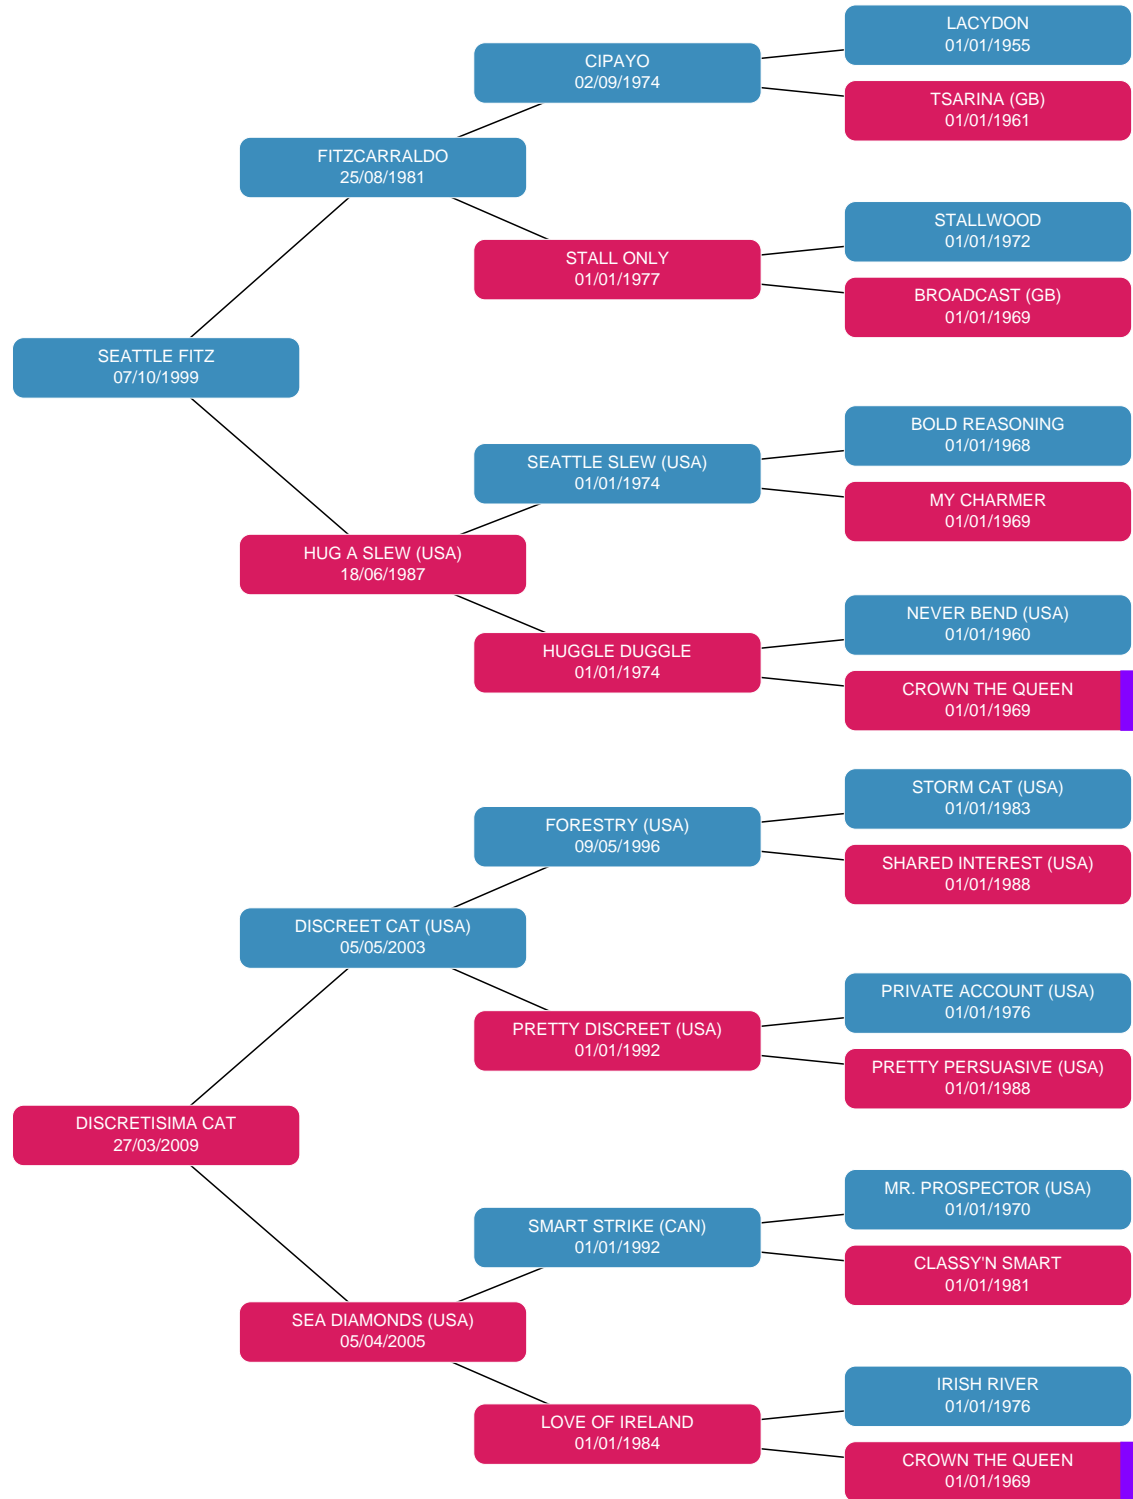 LACYDON
01/01/1955
CIPAYO
02/09/1974
TSARINA (GB)
01/01/1961
FITZCARRALDO
25/08/1981
STALLWOOD
01/01/1972
STALL ONLY
01/01/1977
BROADCAST (GB)
01/01/1969
SEATTLE FITZ
07/10/1999
BOLD REASONING
01/01/1968
SEATTLE SLEW (USA)
01/01/1974
MY CHARMER
01/01/1969
HUG A SLEW (USA)
18/06/1987
NEVER BEND (USA)
01/01/1960
HUGGLE DUGGLE
01/01/1974
CROWN THE QUEEN
01/01/1969
STORM CAT (USA)
01/01/1983
FORESTRY (USA)
09/05/1996
SHARED INTEREST (USA)
01/01/1988
DISCREET CAT (USA)
05/05/2003
PRIVATE ACCOUNT (USA)
01/01/1976
PRETTY DISCREET (USA)
01/01/1992
PRETTY PERSUASIVE (USA)
01/01/1988
DISCRETISIMA CAT
27/03/2009
MR. PROSPECTOR (USA)
01/01/1970
SMART STRIKE (CAN)
01/01/1992
CLASSY'N SMART
01/01/1981
SEA DIAMONDS (USA)
05/04/2005
IRISH RIVER
01/01/1976
LOVE OF IRELAND
01/01/1984
CROWN THE QUEEN
01/01/1969